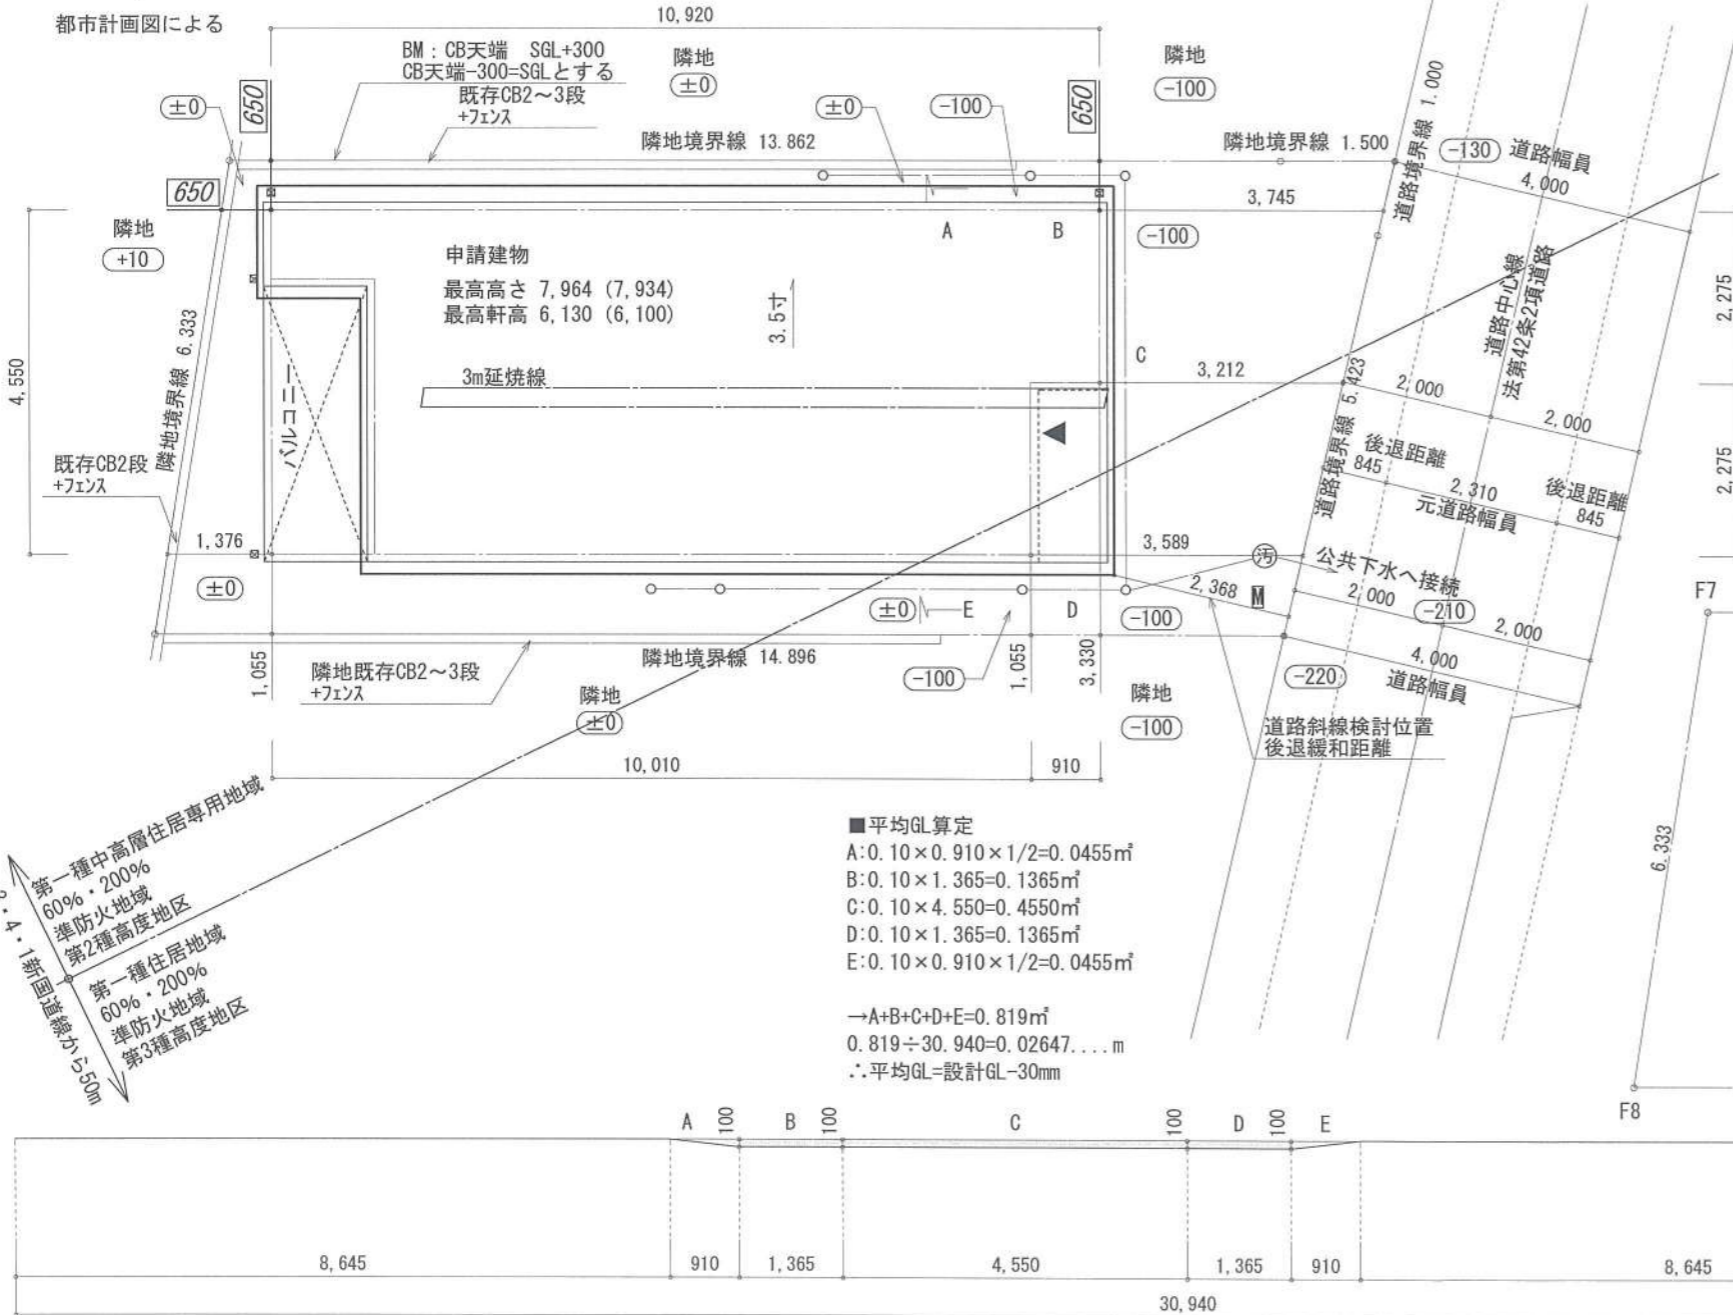 都市計画図による
10,920
BM：CB天端　SGL+300
CB天端-300=SGLとする
既存CB2～3段
+フェンス
隣地
±0
隣地
-100
650
650
±0
±0
-100
隣地境界線 13.862
隣地境界線 1.500
道路境界線 1.000
-130
道路幅員
4,000
650
3,745
隣地
+10
A
B
-100
申請建物
最高高さ 7,964 (7,934)
最高軒高 6,130 (6,100)
3.5寸
道路中心線
法第42条2項道路
2,275
4,550
隣地境界線 6.333
バルコニー
3m延焼線
C
3,212
2,000
2,000
道路境界線 5.423
既存CB2段
+フェンス
後退距離
845
2,310
元道路幅員
後退距離
845
2,275
1,376
3,589
汚
公共下水へ接続
±0
±0
E
D
-100
2,368
M
2,000
-210
2,000
F7
隣地境界線 14.896
4,000
道路幅員
-220
1,055
隣地既存CB2～3段
+フェンス
隣地
±0
-100
1,055
3,330
隣地
-100
道路斜線検討位置
後退緩和距離
10,010
910
第一種中高層住居専用地域
60%・200%
準防火地域
第2種高度地区
第一種住居地域
60%・200%
準防火地域
第3種高度地区
・4・1新国道線から50m
■平均GL算定
A:0.10×0.910×1/2=0.0455㎡
B:0.10×1.365=0.1365㎡
C:0.10×4.550=0.4550㎡
D:0.10×1.365=0.1365㎡
E:0.10×0.910×1/2=0.0455㎡
→A+B+C+D+E=0.819㎡
0.819÷30.940=0.02647....m
∴平均GL=設計GL-30mm
6.333
F8
A
100
B
100
C
100
D
100
E
8,645
910
1,365
4,550
1,365
910
8,645
30,940